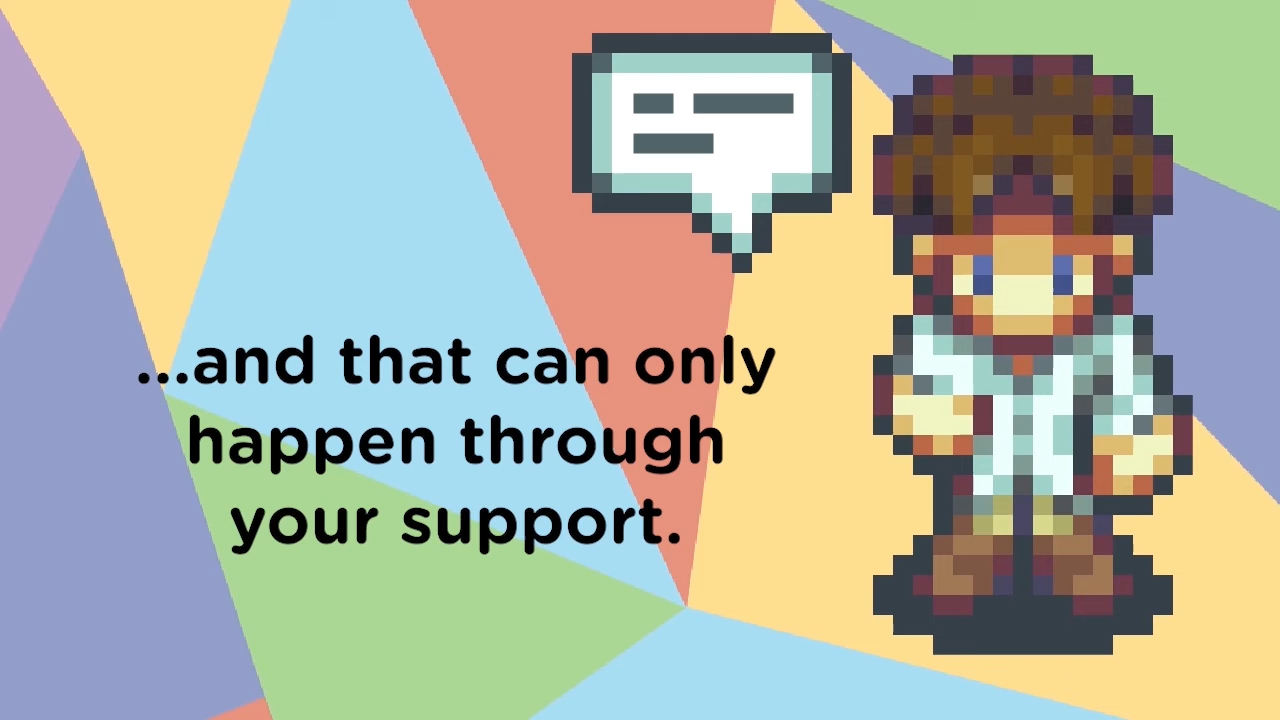 ...and that can only
happen through
your support.